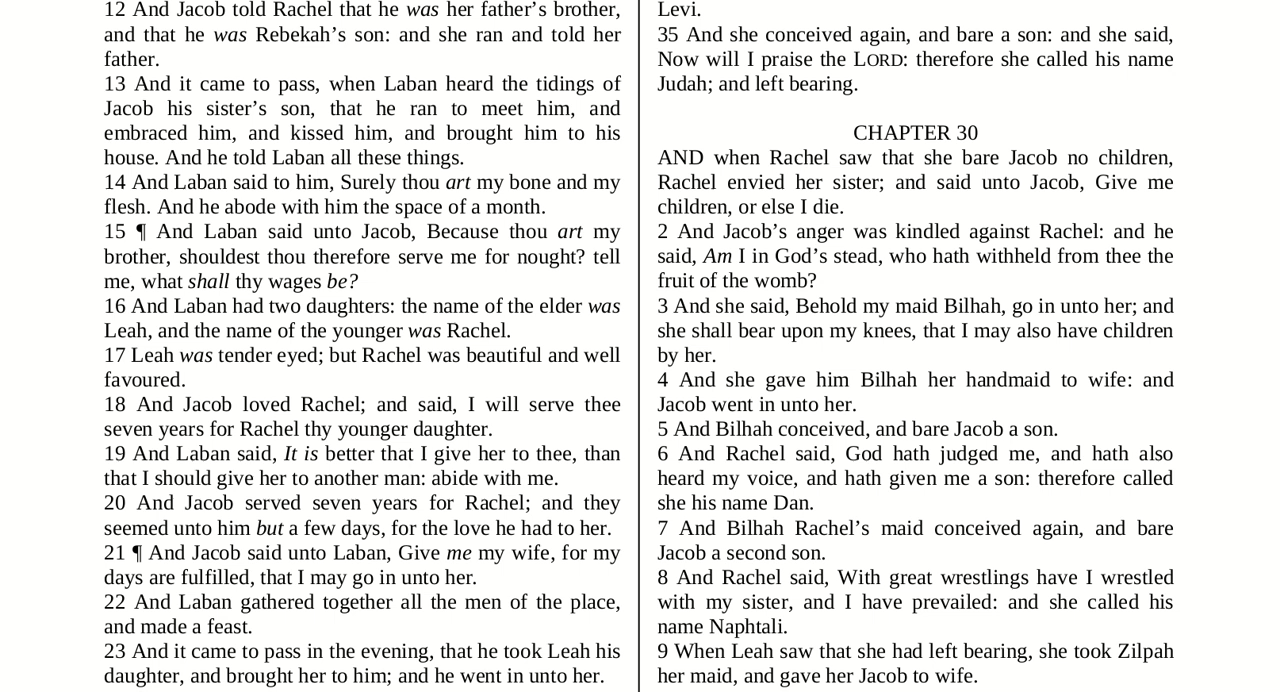 12 And Jacob told Rachel that he was her father’s brother,
and that he was Rebekah’s son: and she ran and told her
father.
13 And it came to pass, when Laban heard the tidings of
Jacob his sister’s son, that he ran to meet him, and
embraced him, and kissed him, and brought him to his
house. And he told Laban all these things.
14 And Laban said to him, Surely thou art my bone and my
flesh. And he abode with him the space of a month.
15 ¶ And Laban said unto Jacob, Because thou art my
brother, shouldest thou therefore serve me for nought? tell
me, what shall thy wages be?
16 And Laban had two daughters: the name of the elder was
Leah, and the name of the younger was Rachel.
17 Leah was tender eyed; but Rachel was beautiful and well
favoured.
18 And Jacob loved Rachel; and said, I will serve thee
seven years for Rachel thy younger daughter.
19 And Laban said, It is better that I give her to thee, than
that I should give her to another man: abide with me.
20 And Jacob served seven years for Rachel; and they
seemed unto him but a few days, for the love he had to her.
21 ¶ And Jacob said unto Laban, Give me my wife, for my
days are fulfilled, that I may go in unto her.
22 And Laban gathered together all the men of the place,
and made a feast.
23 And it came to pass in the evening, that he took Leah his
daughter, and brought her to him; and he went in unto her.
Levi.
35 And she conceived again, and bare a son: and she said,
Now will I praise the LORD: therefore she called his name
Judah; and left bearing.
CHAPTER 30
AND when Rachel saw that she bare Jacob no children,
Rachel envied her sister; and said unto Jacob, Give me
children, or else I die.
2 And Jacob’s anger was kindled against Rachel: and he
said, Am I in God’s stead, who hath withheld from thee the
fruit of the womb?
3 And she said, Behold my maid Bilhah, go in unto her; and
she shall bear upon my knees, that I may also have children
by her.
4 And she gave him Bilhah her handmaid to wife: and
Jacob went in unto her.
5 And Bilhah conceived, and bare Jacob a son.
6 And Rachel said, God hath judged me, and hath also
heard my voice, and hath given me a son: therefore called
she his name Dan.
7 And Bilhah Rachel’s maid conceived again, and bare
Jacob a second son.
8 And Rachel said, With great wrestlings have I wrestled
with my sister, and I have prevailed: and she called his
name Naphtali.
9 When Leah saw that she had left bearing, she took Zilpah
her maid, and gave her Jacob to wife.